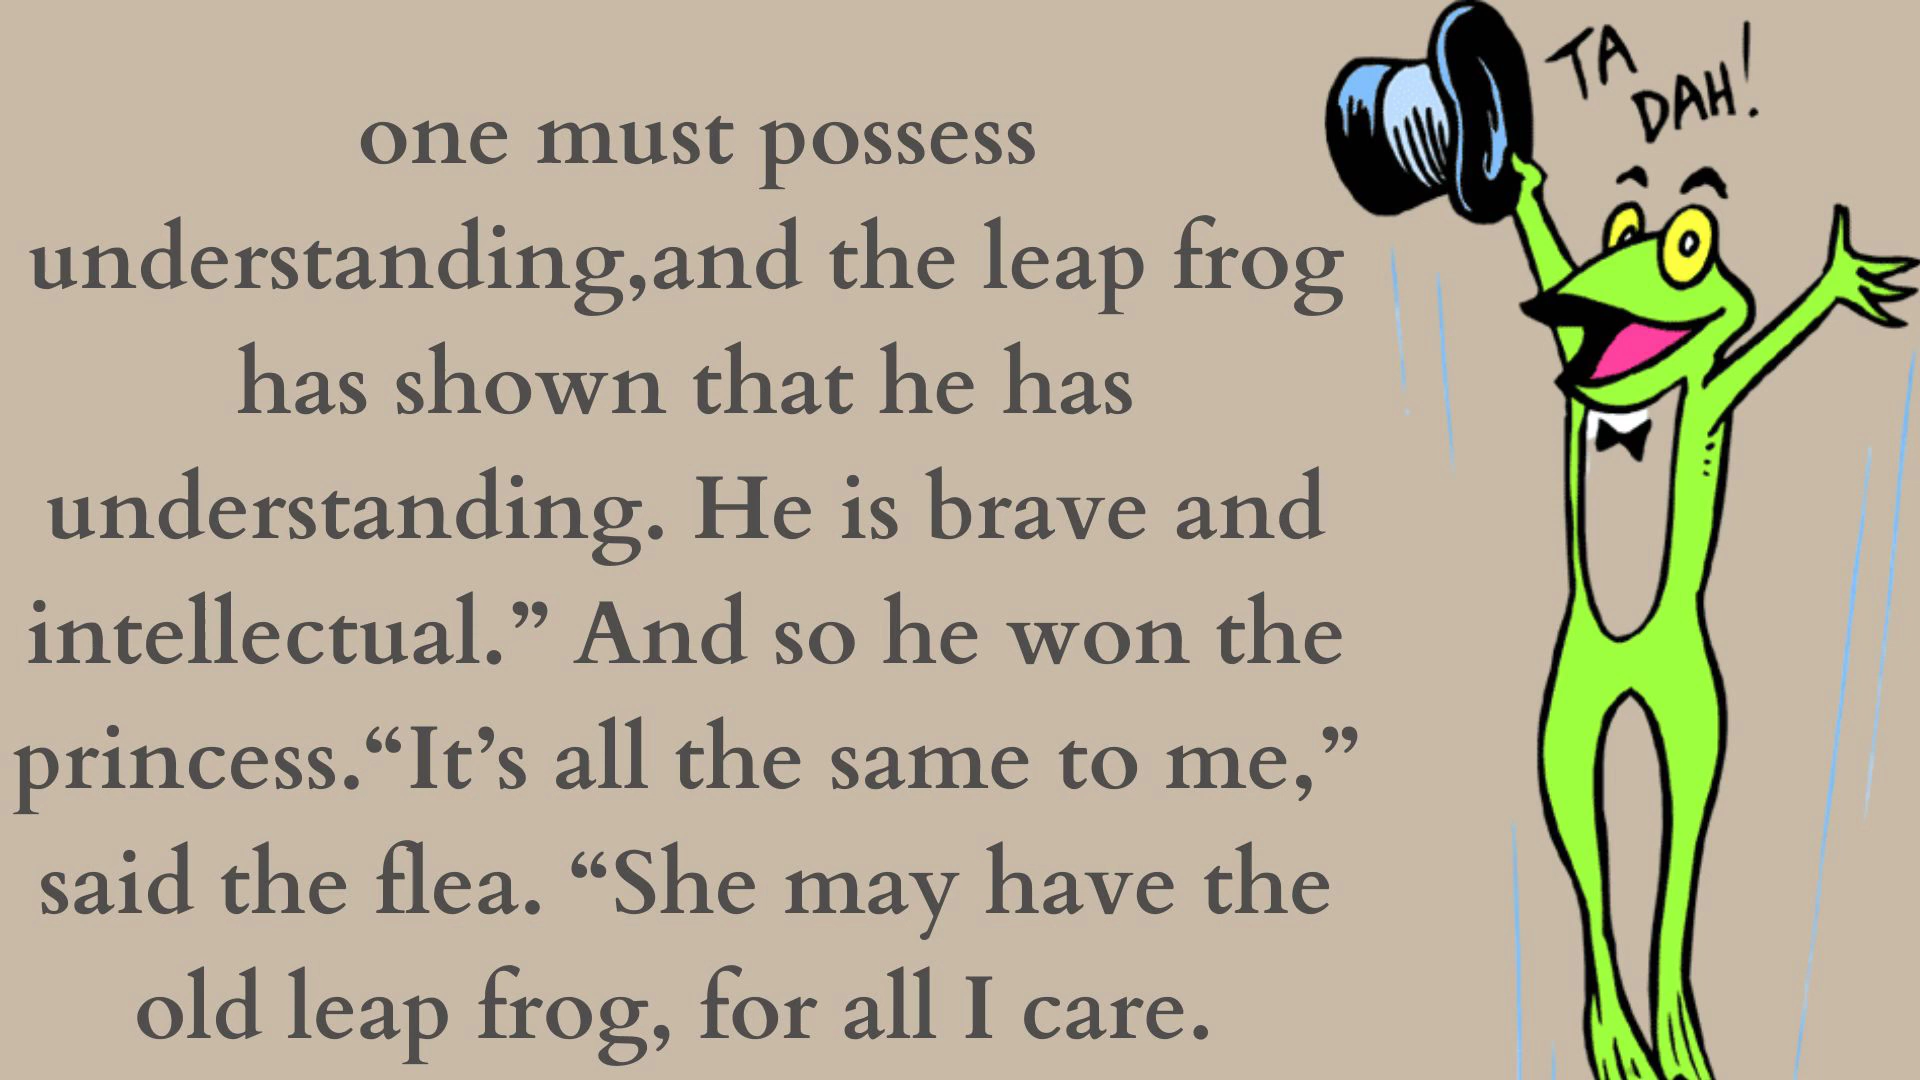 one must possess
understanding,and the leap frog
has shown that he has
understanding. He is brave and
intellectual.” And so he won the
princess.“It’s all the same to me,”
said the flea. “She may have the
old leap frog, for all I care.
TA
DAH!